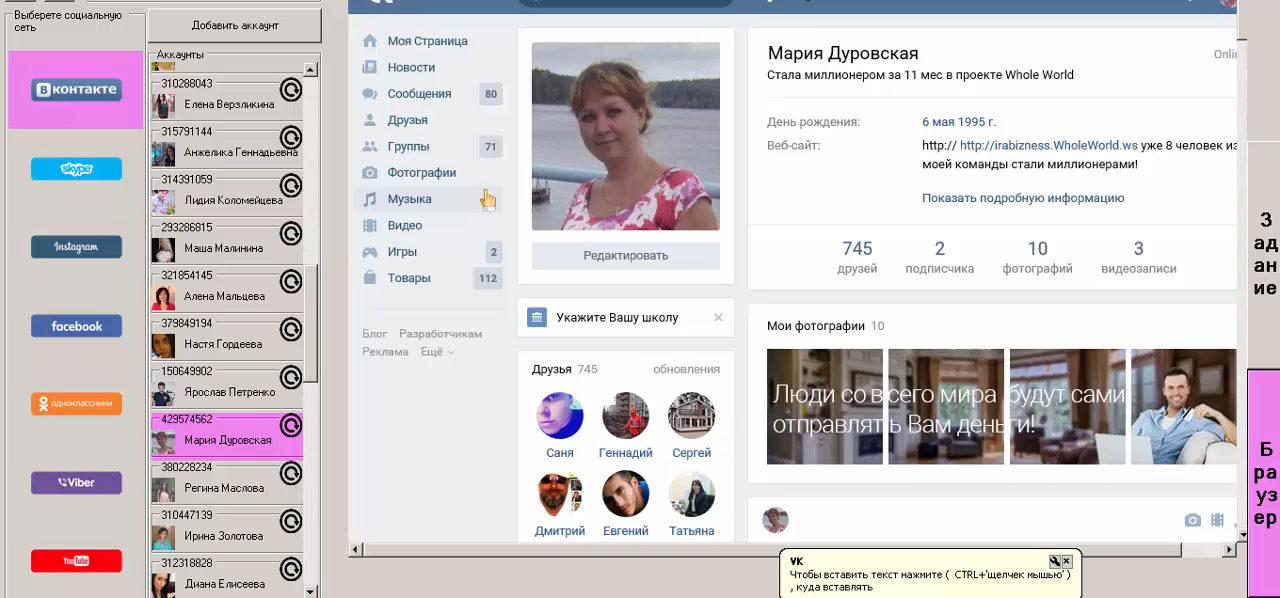 Выберете социальную
сеть
Вконтакте
skype
Instagram
facebook
одноклассники
Viber
YouTube
Добавить аккаунт
Аккаунты
310288043
Елена Верзликина
315791144
Анжелика Геннадьевна
314391059
Лидия Коломейцева
293286815
Маша Малинина
321854145
Алена Мальцева
379849194
Настя Гордеева
150649902
Ярослав Петренко
429574562
Мария Дуровская
380228234
Регина Маслова
310447139
Ирина Золотова
312318828
Диана Елисеева
Моя Страница
Новости
Сообщения 80
Друзья
Группы 71
Фотографии
Музыка
Видео
Игры 2
Товары 112
Блог Разработчикам
Реклама Ещё
Редактировать
Укажите Вашу школу
Друзья 745 обновления
Саня Геннадий Сергей
Дмитрий Евгений Татьяна
Мария Дуровская
Onlin
Стала миллионером за 11 мес в проекте Whole World
День рождения: 6 мая 1995 г.
Веб-сайт: http:// http://irabizness.WholeWorld.ws уже 8 человек из
моей команды стали миллионерами!
Показать подробную информацию
745 2 10 3
друзей подписчика фотографий видеозаписи
Мои фотографии 10
Люди со всего мира будут сами
отправлять Вам деньги!
VK
Чтобы вставить текст нажмите ( CTRL+'щелчек мышью')
, куда вставлять
З
ад
ан
ие
Б
ра
уз
ер